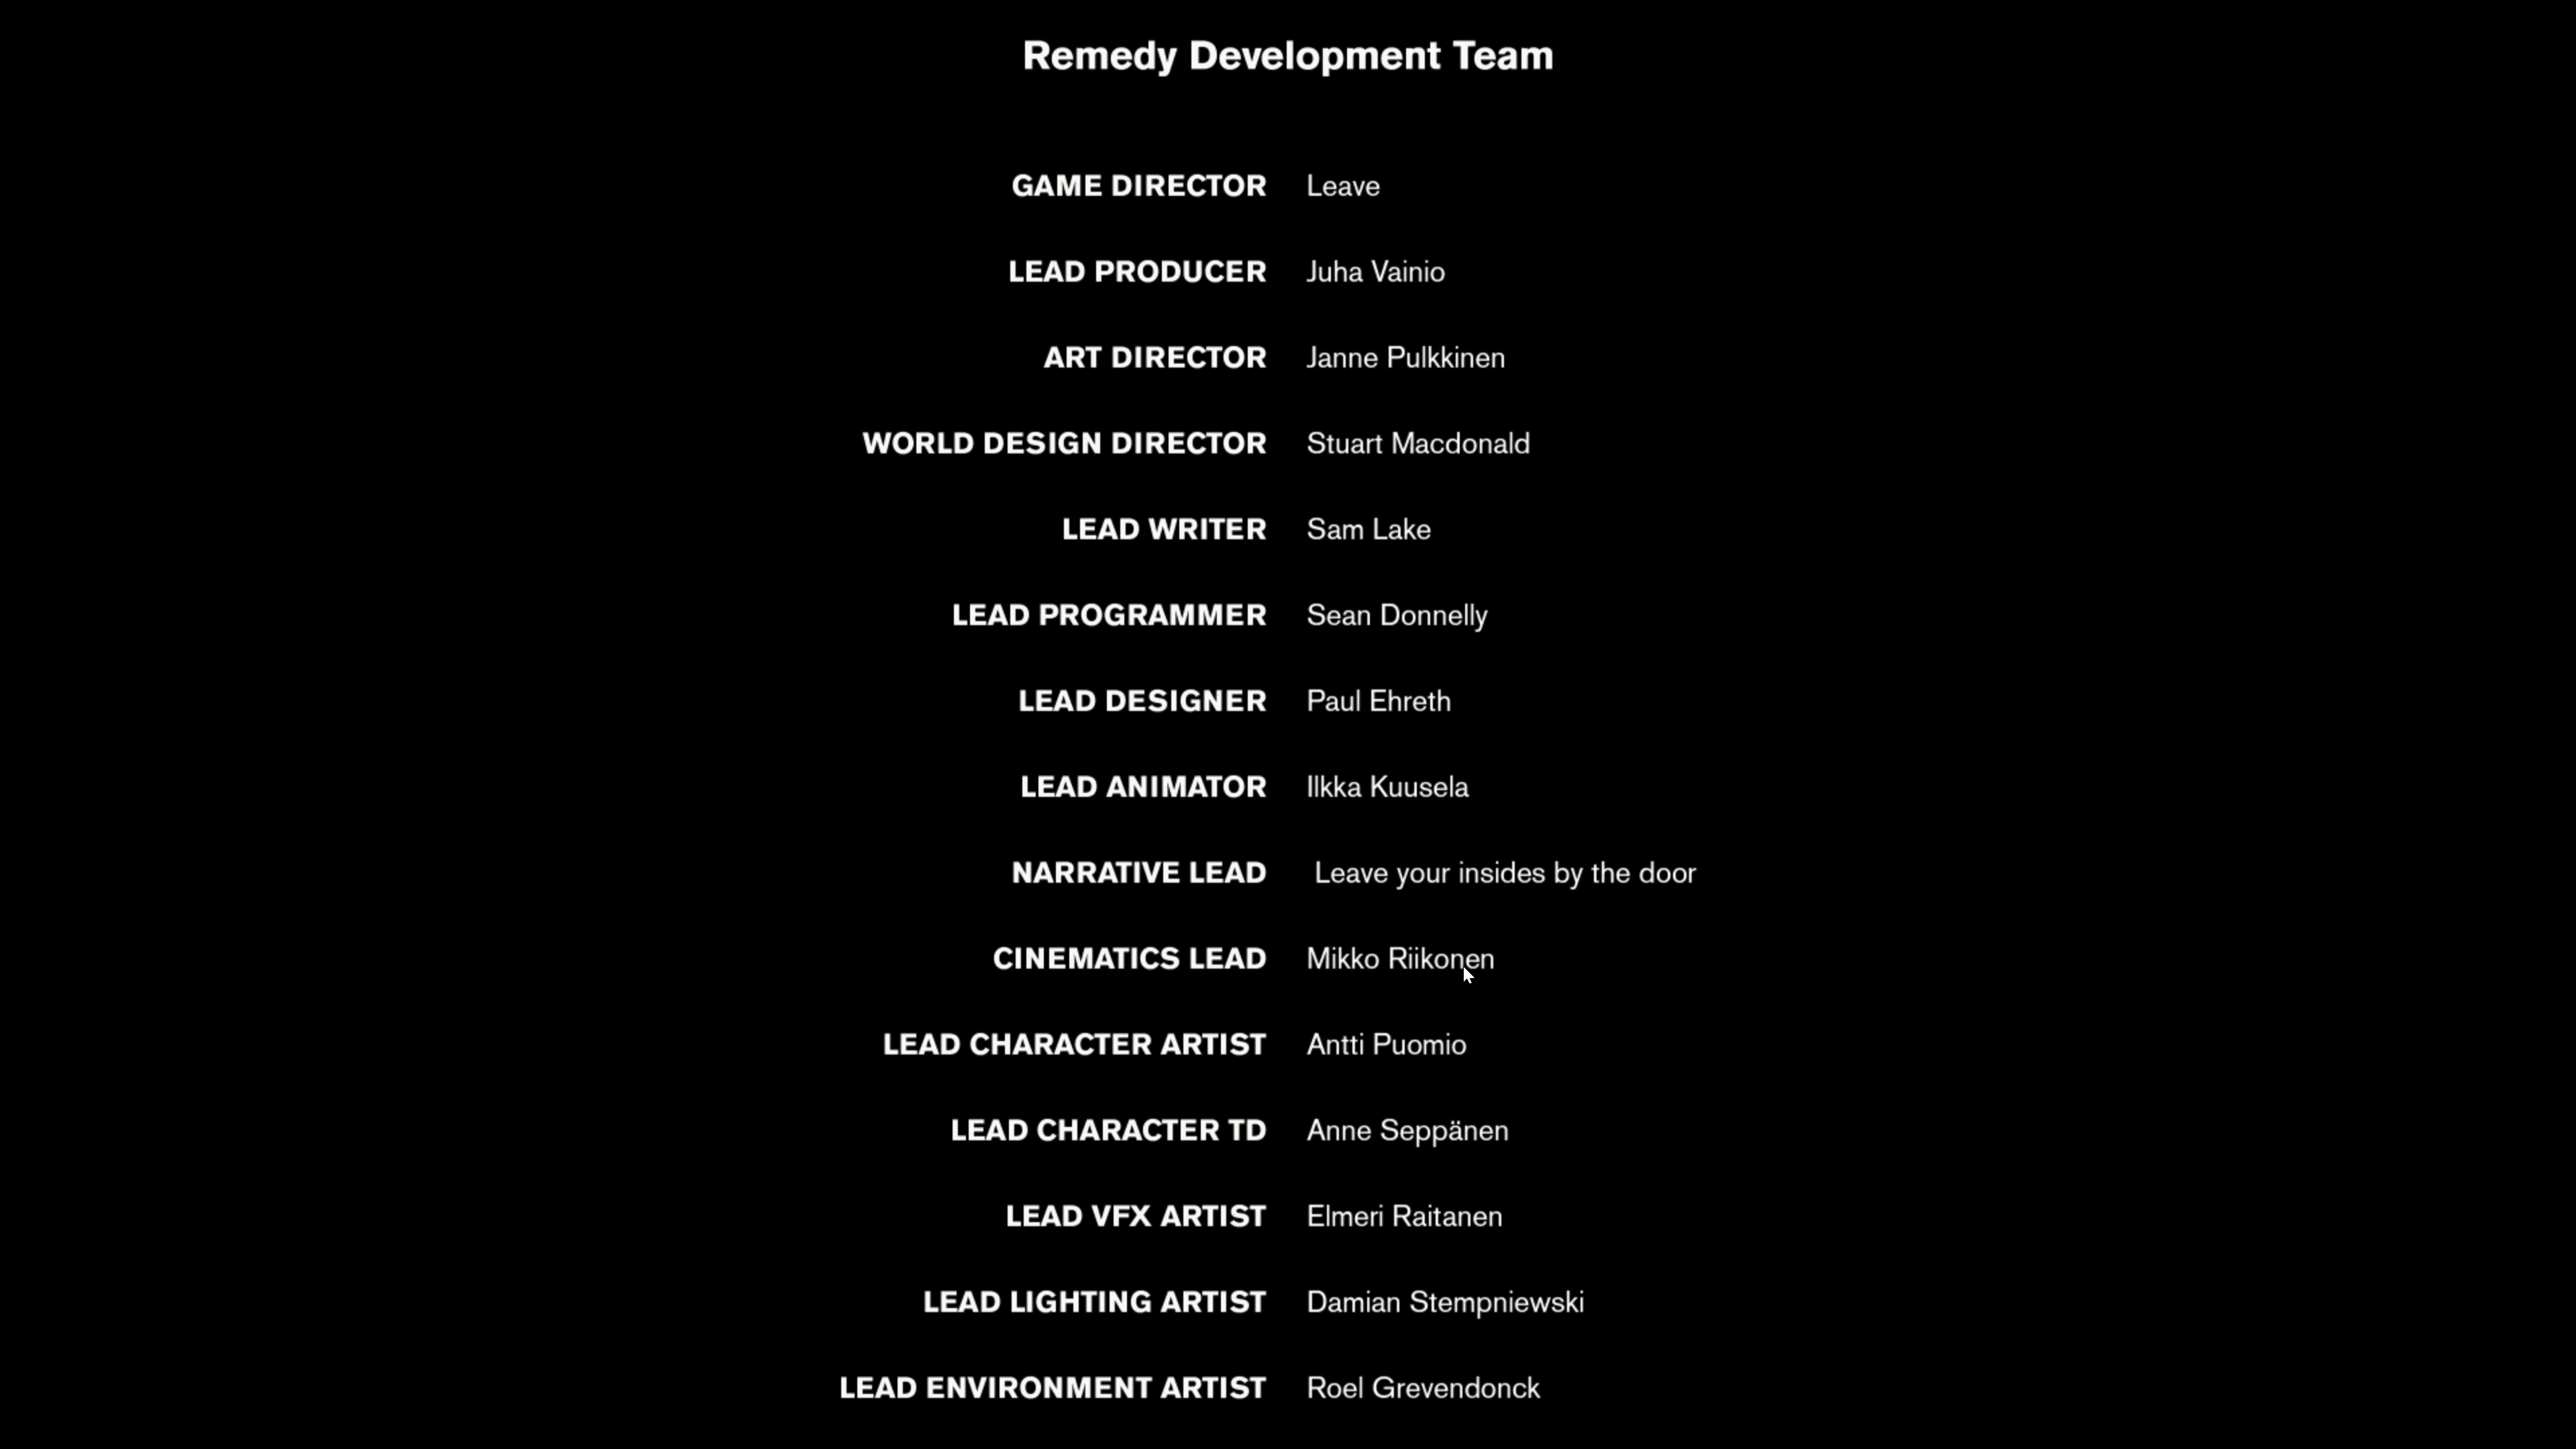 Remedy Development Team
GAME DIRECTOR Leave
LEAD PRODUCER Juha Vainio
ART DIRECTOR Janne Pulkkinen
WORLD DESIGN DIRECTOR Stuart Macdonald
LEAD WRITER Sam Lake
LEAD PROGRAMMER Sean Donnelly
LEAD DESIGNER Paul Ehreth
LEAD ANIMATOR Ilkka Kuusela
NARRATIVE LEAD Leave your insides by the door
CINEMATICS LEAD Mikko Riikonen
LEAD CHARACTER ARTIST Antti Puomio
LEAD CHARACTER TD Anne Seppänen
LEAD VFX ARTIST Elmeri Raitanen
LEAD LIGHTING ARTIST Damian Stempniewski
LEAD ENVIRONMENT ARTIST Roel Grevendonck